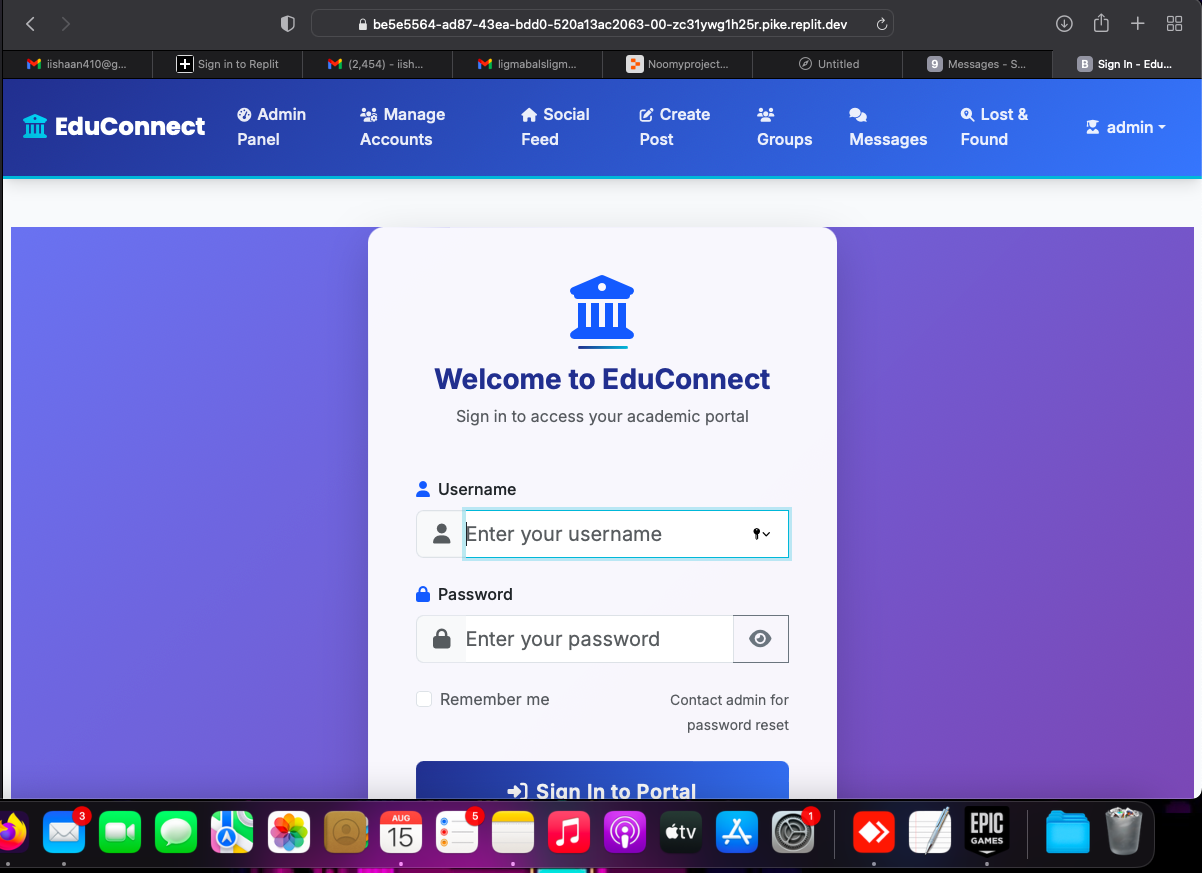 be5e5564-ad87-43ea-bdd0-520a13ac2063-00-zc31ywg1h25r.pike.replit.dev
iishaan410@g...
Sign in to Replit
(2,454) - iish...
ligmabalsligm...
Noomyproject...
Untitled
9 Messages - S...
B Sign In - Edu...
EduConnect
Admin Panel
Manage Accounts
Social Feed
Create Post
Groups
Messages
Lost & Found
admin
Welcome to EduConnect
Sign in to access your academic portal
Username
Enter your username
Password
Enter your password
Remember me
Contact admin for
password reset
Sign In to Portal
3
AUG
15
5
tv
1
EPIC
GAMES